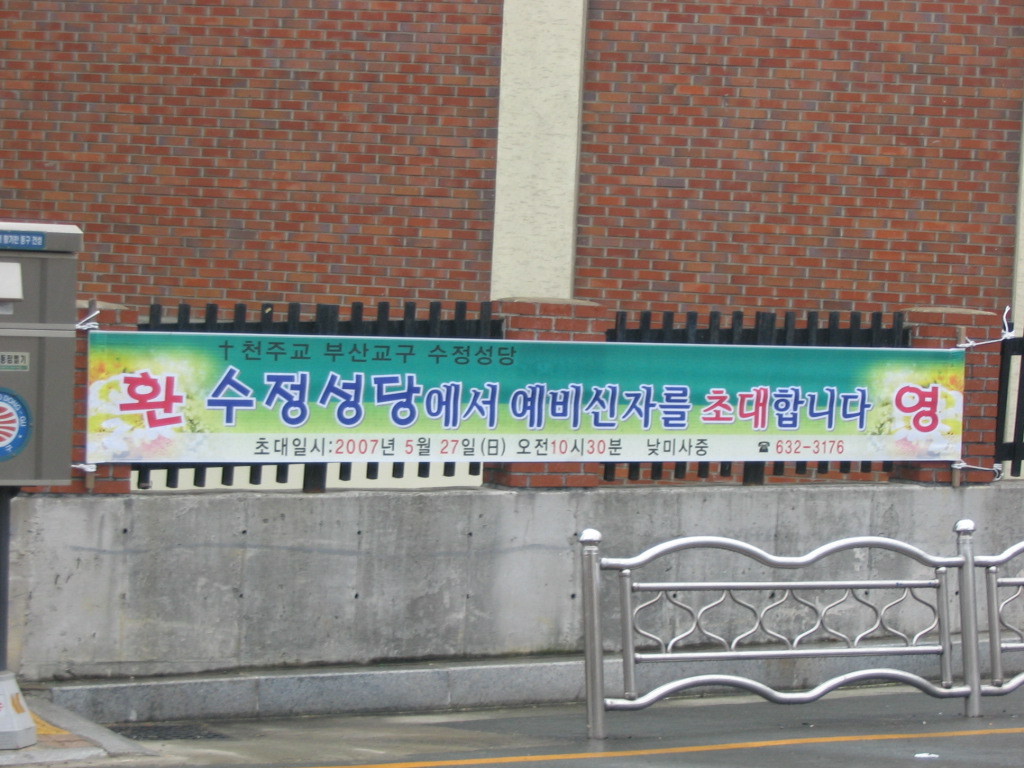 ✝천주교 부산교구 수정성당
환 수정성당에서 예비신자를 초대합니다 영
초대일시:2007년 5월 27일(日) 오전10시30분 낮미사중 ☎632-3176